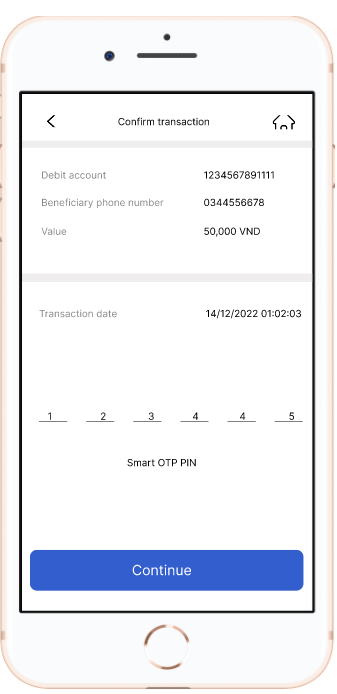 Confirm transaction
Debit account 1234567891111
Beneficiary phone number 0344556678
Value 50,000 VND
Transaction date 14/12/2022 01:02:03
1 2 3 4 4 5
Smart OTP PIN
Continue